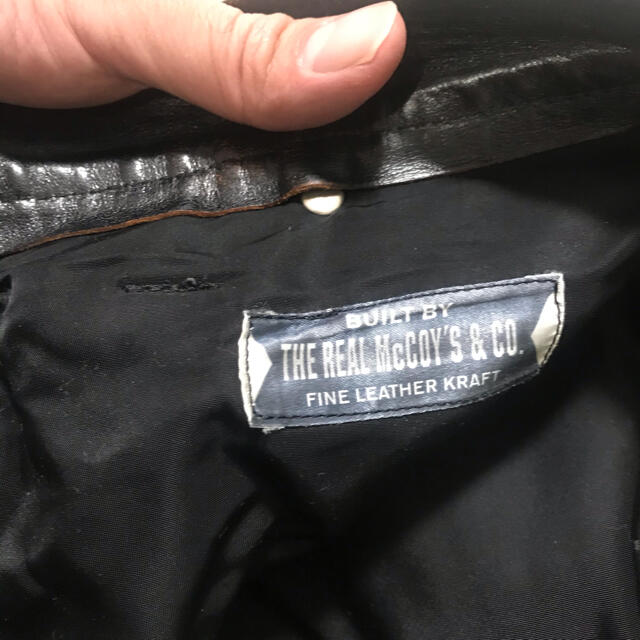 BUILT BY
THE REAL McCOY'S & CO.
FINE LEATHER KRAFT